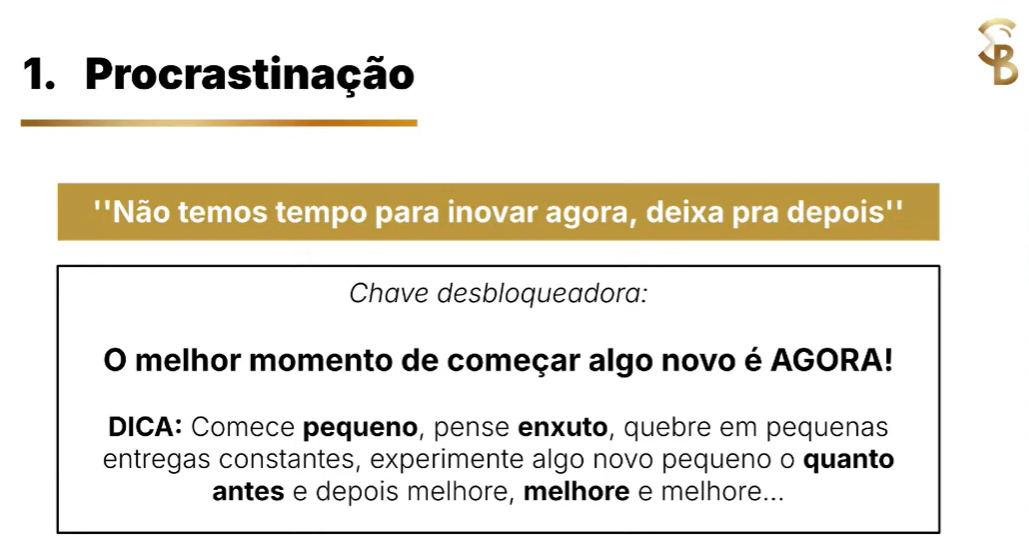 1. Procrastinação
''Não temos tempo para inovar agora, deixa pra depois''
Chave desbloqueadora:
O melhor momento de começar algo novo é AGORA!
DICA: Comece pequeno, pense enxuto, quebre em pequenas
entregas constantes, experimente algo novo pequeno o quanto
antes e depois melhore, melhore e melhore...